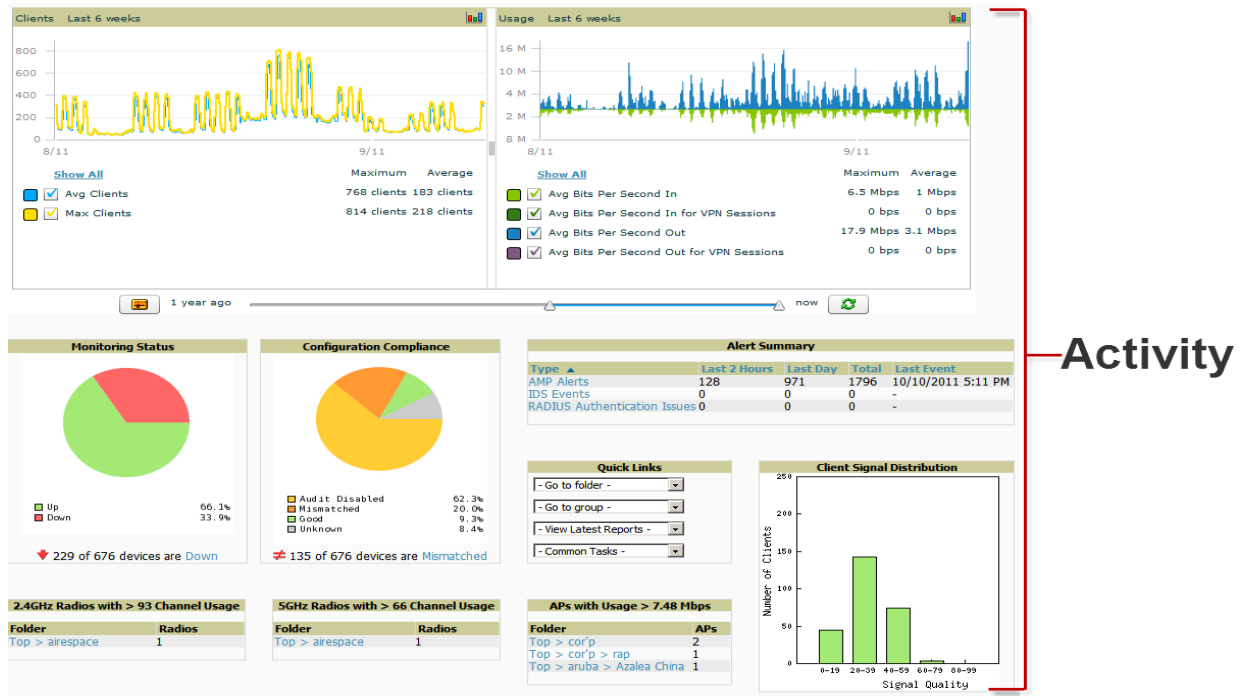 Clients Last 6 weeks
800
600
400
200
0
8/11 9/11
Show All Maximum Average
Avg Clients 768 clients 183 clients
Max Clients 814 clients 218 clients
Usage Last 6 weeks
16 M
10 M
4 M
2 M
8 M
8/11 9/11
Show All Maximum Average
Avg Bits Per Second In 6.5 Mbps 1 Mbps
Avg Bits Per Second In for VPN Sessions 0 bps 0 bps
Avg Bits Per Second Out 17.9 Mbps 3.1 Mbps
Avg Bits Per Second Out for VPN Sessions 0 bps 0 bps
1 year ago now
Activity
Monitoring Status
Up 66.1%
Down 33.9%
229 of 676 devices are Down
Configuration Compliance
Audit Disabled 62.3%
Mismatched 20.0%
Good 9.3%
Unknown 8.4%
≠ 135 of 676 devices are Mismatched
Alert Summary
Type ▲ Last 2 Hours Last Day Total Last Event
AMP Alerts 128 971 1796 10/10/2011 5:11 PM
IDS Events 0 0 0 -
RADIUS Authentication Issues 0 0 0 -
Quick Links
- Go to folder -
- Go to group -
- View Latest Reports -
- Common Tasks -
Client Signal Distribution
250
200
150
100
50
0
Number of Clients
0-19 20-39 40-59 60-79 80-99
Signal Quality
2.4GHz Radios with > 93 Channel Usage
Folder Radios
Top > airespace 1
5GHz Radios with > 66 Channel Usage
Folder Radios
Top > airespace 1
APs with Usage > 7.48 Mbps
Folder APs
Top > cor'p 2
Top > cor'p > rap 1
Top > aruba > Azalea China 1